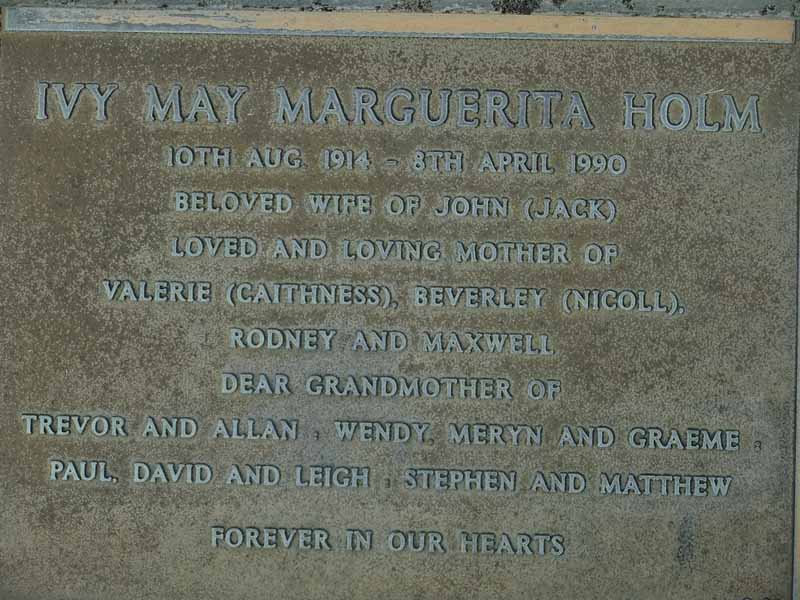 IVY MAY MARGUERITA HOLM
10TH AUG. 1914 - 8TH APRIL 1990
BELOVED WIFE OF JOHN (JACK)
LOVED AND LOVING MOTHER OF
VALERIE (CAITHNESS), BEVERLEY (NICOLL),
RODNEY AND MAXWELL.
DEAR GRANDMOTHER OF
TREVOR AND ALLAN ; WENDY, MERYN AND GRAEME ;
PAUL, DAVID AND LEIGH ; STEPHEN AND MATTHEW
FOREVER IN OUR HEARTS